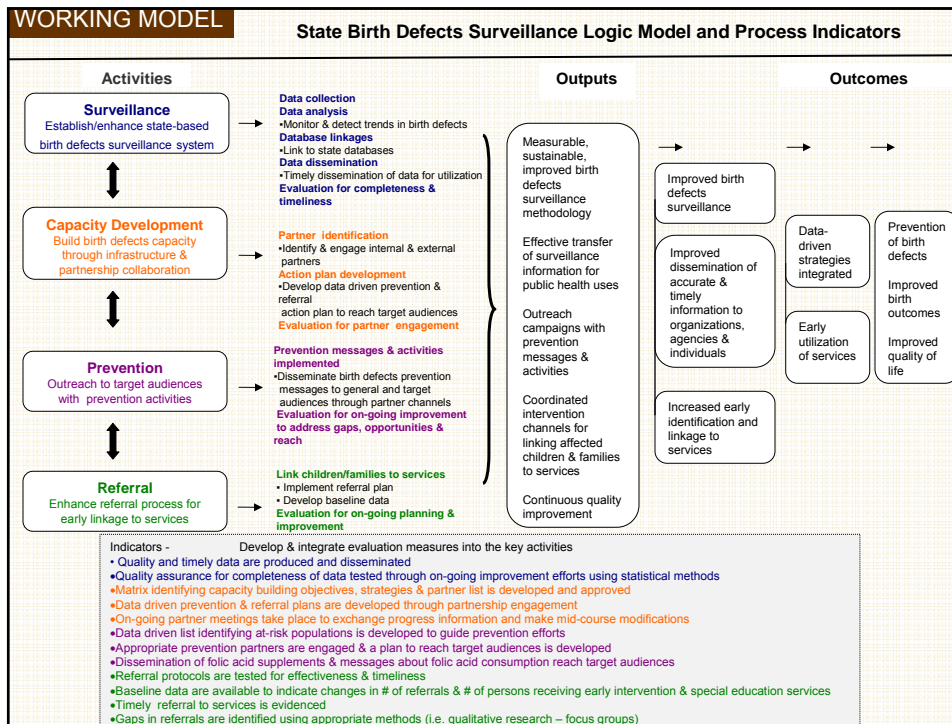 WORKING MODEL
State Birth Defects Surveillance Logic Model and Process Indicators
Activities
Surveillance
Establish/enhance state-based
birth defects surveillance system
Capacity Development
Build birth defects capacity
through infrastructure &
partnership collaboration
Prevention
Outreach to target audiences
with prevention activities
Referral
Enhance referral process for
early linkage to services
Data collection
Data analysis
▪Monitor & detect trends in birth defects
Database linkages
▪Link to state databases
Data dissemination
▪Timely dissemination of data for utilization
Evaluation for completeness &
timeliness
Partner identification
▪Identify & engage internal & external
partners
Action plan development
▪Develop data driven prevention &
referral
action plan to reach target audiences
Evaluation for partner engagement
Prevention messages & activities
implemented
▪Disseminate birth defects prevention
messages to general and target
audiences through partner channels
Evaluation for on-going improvement
to address gaps, opportunities &
reach
Link children/families to services
▪ Implement referral plan
▪ Develop baseline data
Evaluation for on-going planning &
improvement
Outputs
Measurable,
sustainable,
improved birth
defects
surveillance
methodology
Effective transfer
of surveillance
information for
public health uses
Outreach
campaigns with
prevention
messages &
activities
Coordinated
intervention
channels for
linking affected
children & families
to services
Continuous quality
improvement
Outcomes
Improved birth
defects
surveillance
Improved
dissemination of
accurate &
timely
information to
organizations,
agencies &
individuals
Increased early
identification and
linkage to
services
Data-
driven
strategies
integrated
Early
utilization
of services
Prevention
of birth
defects
Improved
birth
outcomes
Improved
quality of
life
Indicators - Develop & integrate evaluation measures into the key activities
• Quality and timely data are produced and disseminated
•Quality assurance for completeness of data tested through on-going improvement efforts using statistical methods
•Matrix identifying capacity building objectives, strategies & partner list is developed and approved
•Data driven prevention & referral plans are developed through partnership engagement
•On-going partner meetings take place to exchange progress information and make mid-course modifications
•Data driven list identifying at-risk populations is developed to guide prevention efforts
•Appropriate prevention partners are engaged & a plan to reach target audiences is developed
•Dissemination of folic acid supplements & messages about folic acid consumption reach target audiences
•Referral protocols are tested for effectiveness & timeliness
•Baseline data are available to indicate changes in # of referrals & # of persons receiving early intervention & special education services
•Timely referral to services is evidenced
•Gaps in referrals are identified using appropriate methods (i.e. qualitative research – focus groups)